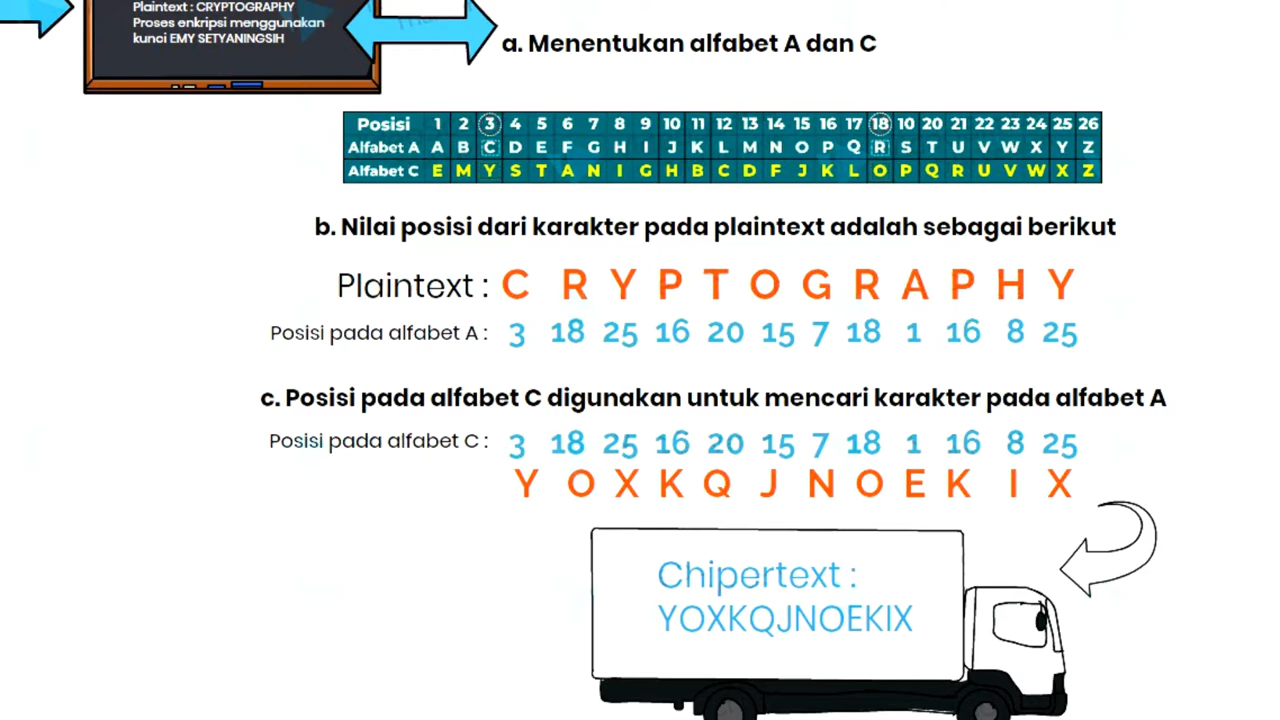 Plaintext : CRYPTOGRAPHY
Proses enkripsi menggunakan
kunci EMY SETYANINGSIH
a. Menentukan alfabet A dan C
Posisi 1 2 3 4 5 6 7 8 9 10 11 12 13 14 15 16 17 18 10 20 21 22 23 24 25 26
Alfabet A A B C D E F G H I J K L M N O P Q R S T U V W X Y Z
Alfabet C E M Y S T A N I G H B C D F J K L O P Q R U V W X Z
b. Nilai posisi dari karakter pada plaintext adalah sebagai berikut
Plaintext : C R Y P T O G R A P H Y
Posisi pada alfabet A : 3 18 25 16 20 15 7 18 1 16 8 25
c. Posisi pada alfabet C digunakan untuk mencari karakter pada alfabet A
Posisi pada alfabet C : 3 18 25 16 20 15 7 18 1 16 8 25
Y O X K Q J N O E K I X
Chipertext :
YOXKQJNOEKIX